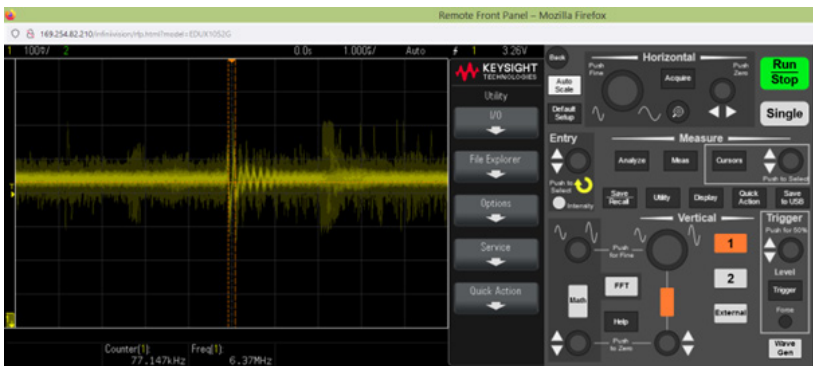 Remote Front Panel – Mozilla Firefox
169.254.82.210/infiniivision/rfp.html?model=EDUX1052G
1 100▽/ 2 0.0s 1.000▽/ Auto 1 3.26V
KEYSIGHT
TECHNOLOGIES
Utility
I/O
File Explorer
Options
Service
Quick Action
T
Counter(1): Freq(1):
77.147kHz 6.37MHz
Back
Horizontal
Push
Fine
Push
Zero
Run
Stop
Auto
Scale
Acquire
Default
Setup
Single
Entry
Measure
Analyze
Meas
Cursors
Push to
Select
Push to Select
Intensity
Save
Recall
Utility
Display
Quick
Action
Save
to USB
Vertical
Trigger
Push for 50%
Push
for Fine
1
Level
FFT
2
Trigger
Math
External
Force
Help
Push
to Zero
Wave
Gen